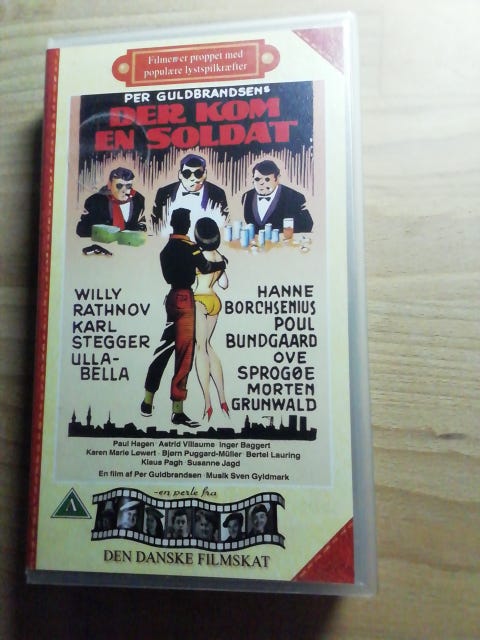 Filmen er proppet med
populære lystspilkræfter
PER GULDBRANDSENS
DER KOM
EN SOLDAT
WILLY
RATHNOV
KARL
STEGGER
ULLA-
BELLA
HANNE
BORCHSENIUS
POUL
BUNDGAARD
OVE
SPROGØE
MORTEN
GRUNWALD
Paul Hagen · Astrid Villaume · Inger Baggert
Karen Marie Løwert · Bjørn Puggard-Müller · Bertel Lauring
Klaus Pagh · Susanne Jagd
En film af Per Guldbrandsen · Musik Sven Gyldmark
A
-en perle fra
DEN DANSKE FILMSKAT